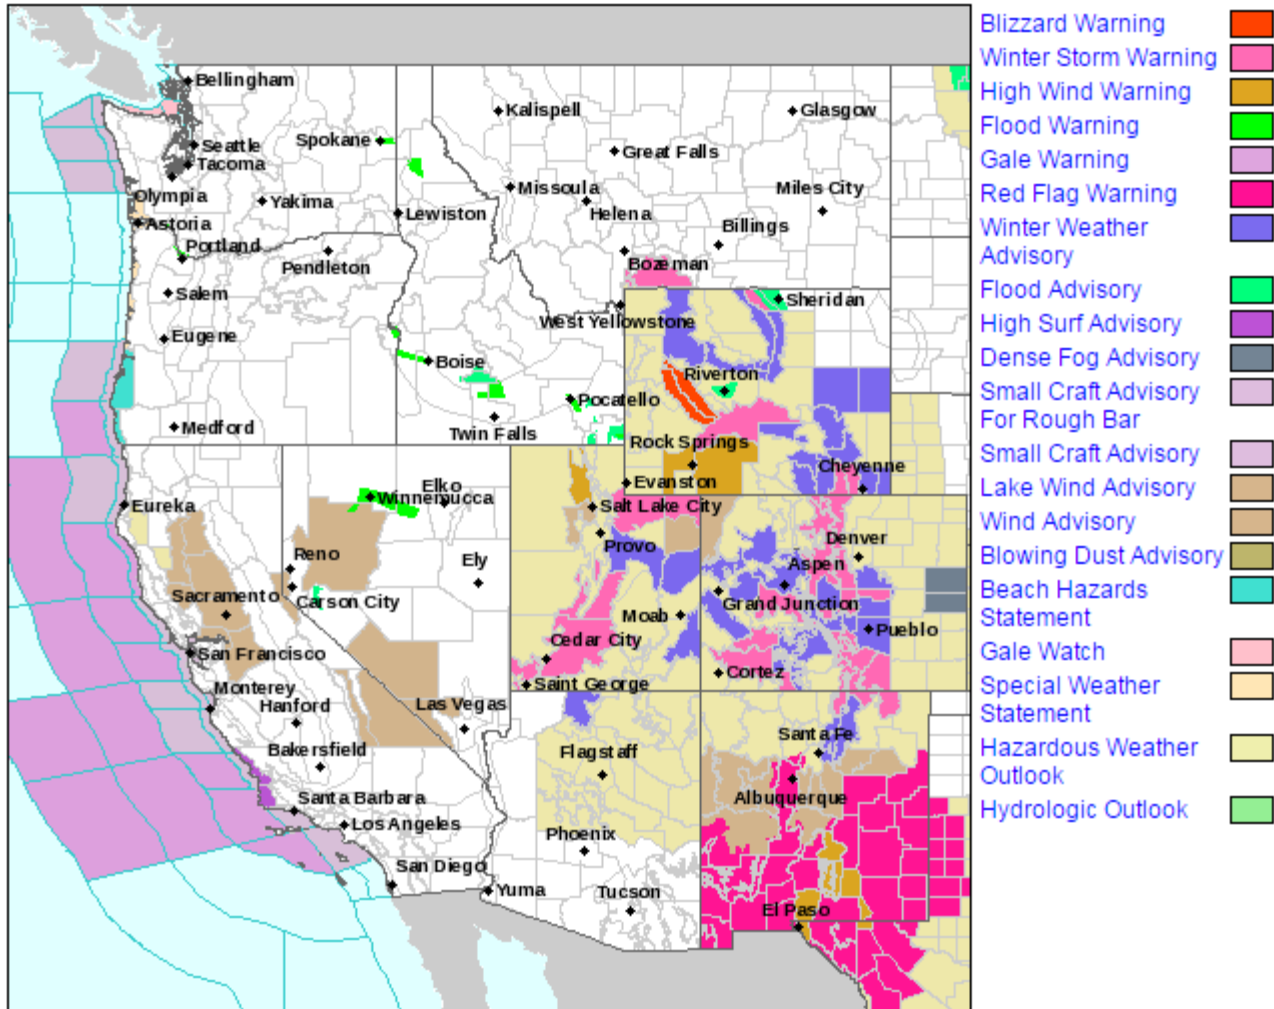 Bellingham
Seattle
Tacoma
Olympia
Astoria
Portland
Salem
Eugene
Medford
Spokane
Yakima
Lewiston
Pendleton
Kalispell
Great Falls
Glasgow
Missoula
Helena
Miles City
Billings
Bozeman
West Yellowstone
Sheridan
Boise
Pocatello
Twin Falls
Riverton
Rock Springs
Evanston
Cheyenne
Eureka
Elko
Winnemucca
Reno
Carson City
Ely
Sacramento
San Francisco
Monterey
Hanford
Bakersfield
Las Vegas
Santa Barbara
Los Angeles
San Diego
Salt Lake City
Provo
Moab
Cedar City
Saint George
Denver
Aspen
Grand Junction
Pueblo
Cortez
Flagstaff
Phoenix
Yuma
Tucson
Santa Fe
Albuquerque
El Paso
Blizzard Warning
Winter Storm Warning
High Wind Warning
Flood Warning
Gale Warning
Red Flag Warning
Winter Weather
Advisory
Flood Advisory
High Surf Advisory
Dense Fog Advisory
Small Craft Advisory
For Rough Bar
Small Craft Advisory
Lake Wind Advisory
Wind Advisory
Blowing Dust Advisory
Beach Hazards
Statement
Gale Watch
Special Weather
Statement
Hazardous Weather
Outlook
Hydrologic Outlook